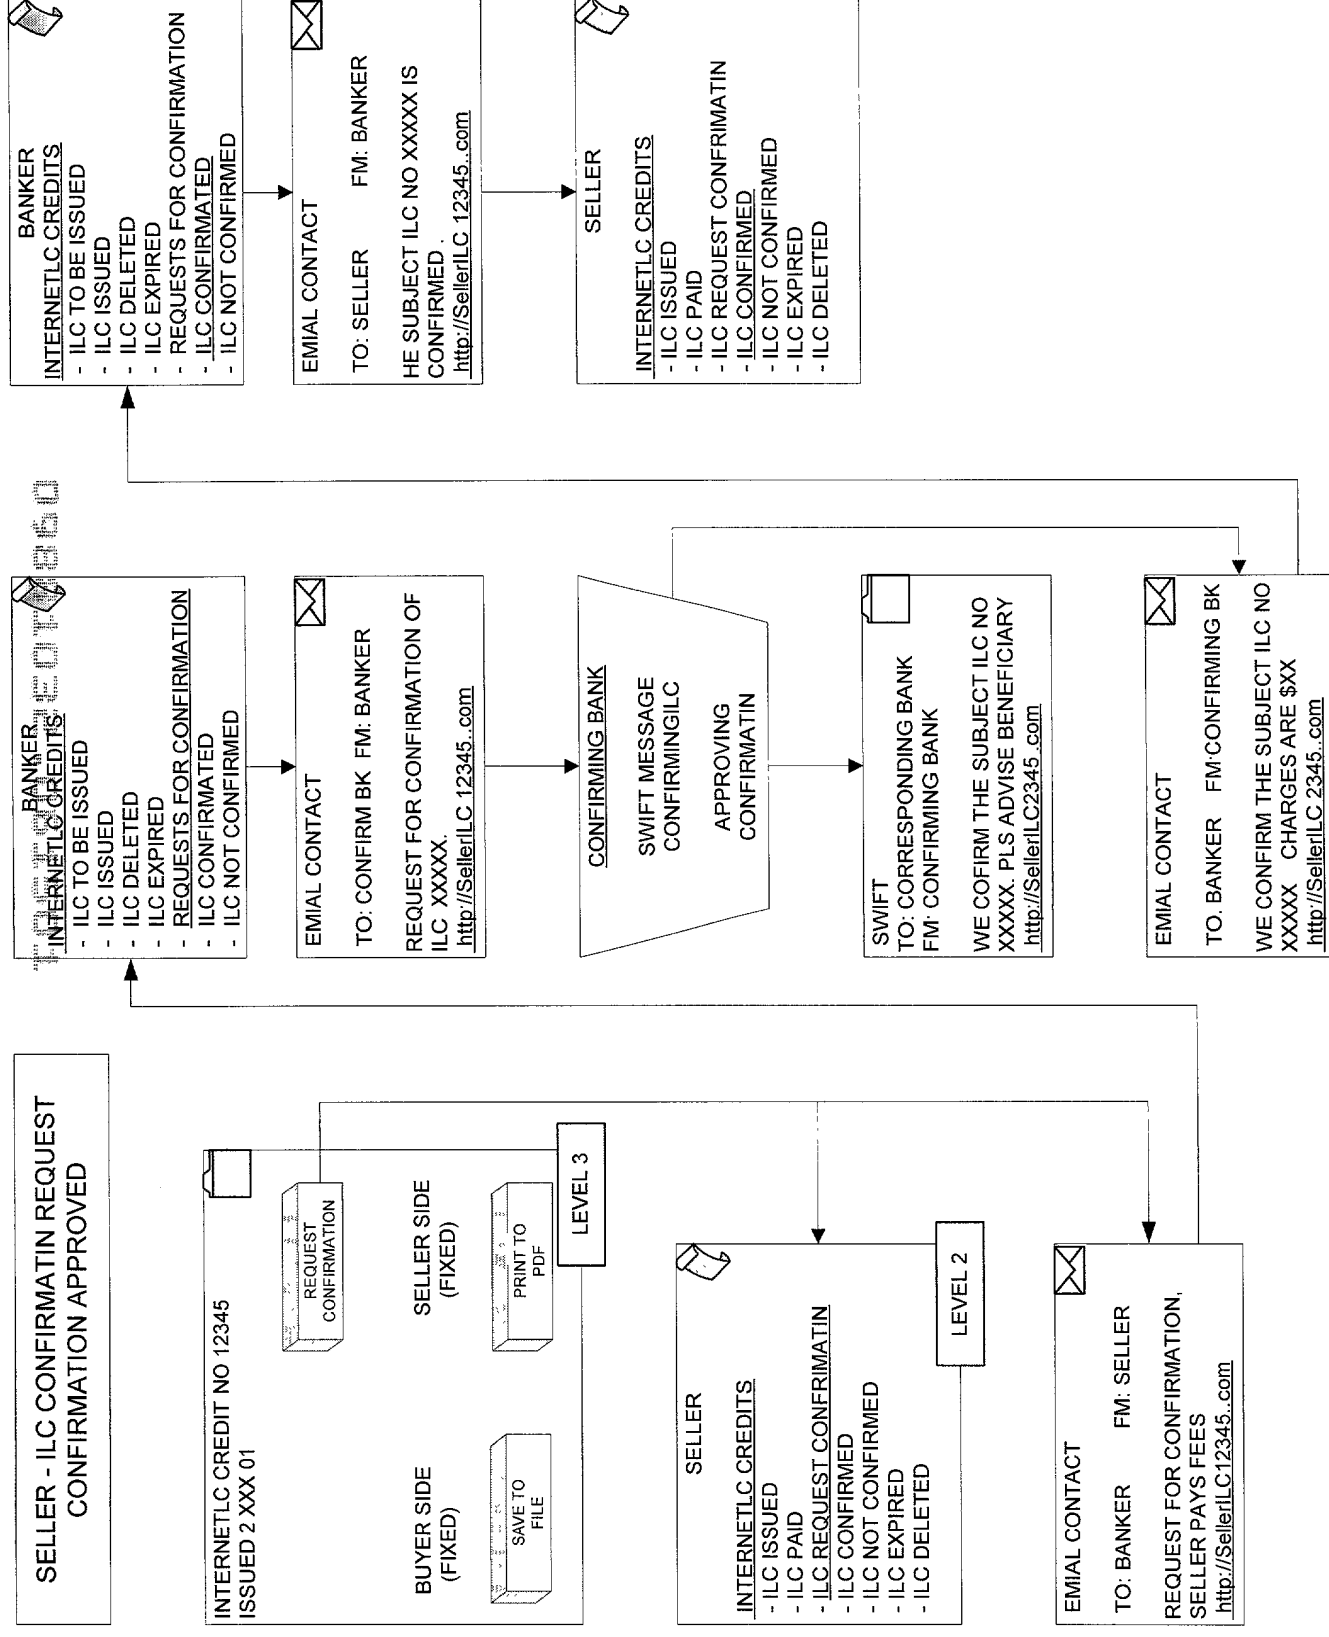 SELLER - ILC CONFIRMATIN REQUEST
CONFIRMATION APPROVED
INTERNETLC CREDIT NO 12345
ISSUED 2 XXX 01
REQUEST
CONFIRMATION
BUYER SIDE
(FIXED)
SELLER SIDE
(FIXED)
SAVE TO
FILE
PRINT TO
PDF
LEVEL 3
SELLER
INTERNETLC CREDITS
- ILC ISSUED
- ILC PAID
- ILC REQUEST CONFRIMATIN
- ILC CONFIRMED
- ILC NOT CONFIRMED
- ILC EXPIRED
- ILC DELETED
LEVEL 2
EMIAL CONTACT
TO: BANKER FM: SELLER
REQUEST FOR CONFIRMATION,
SELLER PAYS FEES
http://SellerILC12345..com
BANKER
INTERNETLC CREDITS
- ILC TO BE ISSUED
- ILC ISSUED
- ILC DELETED
- ILC EXPIRED
- REQUESTS FOR CONFIRMATION
- ILC CONFIRMATED
- ILC NOT CONFIRMED
EMIAL CONTACT
TO: CONFIRM BK FM: BANKER
REQUEST FOR CONFIRMATION OF
ILC XXXXX.
http://SellerILC 12345..com
CONFIRMING BANK
SWIFT MESSAGE
CONFIRMINGILC
APPROVING
CONFIRMATIN
SWIFT
TO: CORRESPONDING BANK
FM: CONFIRMING BANK
WE COFIRM THE SUBJECT ILC NO
XXXXX. PLS ADVISE BENEFICIARY
http://SellerILC2345.com
EMIAL CONTACT
TO. BANKER FM:CONFIRMING BK
WE CONFIRM THE SUBJECT ILC NO
XXXXX CHARGES ARE $XX
http://SellerILC 2345..com
BANKER
INTERNETLC CREDITS
- ILC TO BE ISSUED
- ILC ISSUED
- ILC DELETED
- ILC EXPIRED
- REQUESTS FOR CONFIRMATION
- ILC CONFIRMATED
- ILC NOT CONFIRMED
EMIAL CONTACT
TO: SELLER FM: BANKER
HE SUBJECT ILC NO XXXXX IS
CONFIRMED .
http://SellerILC 12345..com
SELLER
INTERNETLC CREDITS
- ILC ISSUED
- ILC PAID
- ILC REQUEST CONFRIMATIN
- ILC CONFIRMED
- ILC NOT CONFIRMED
- ILC EXPIRED
- ILC DELETED